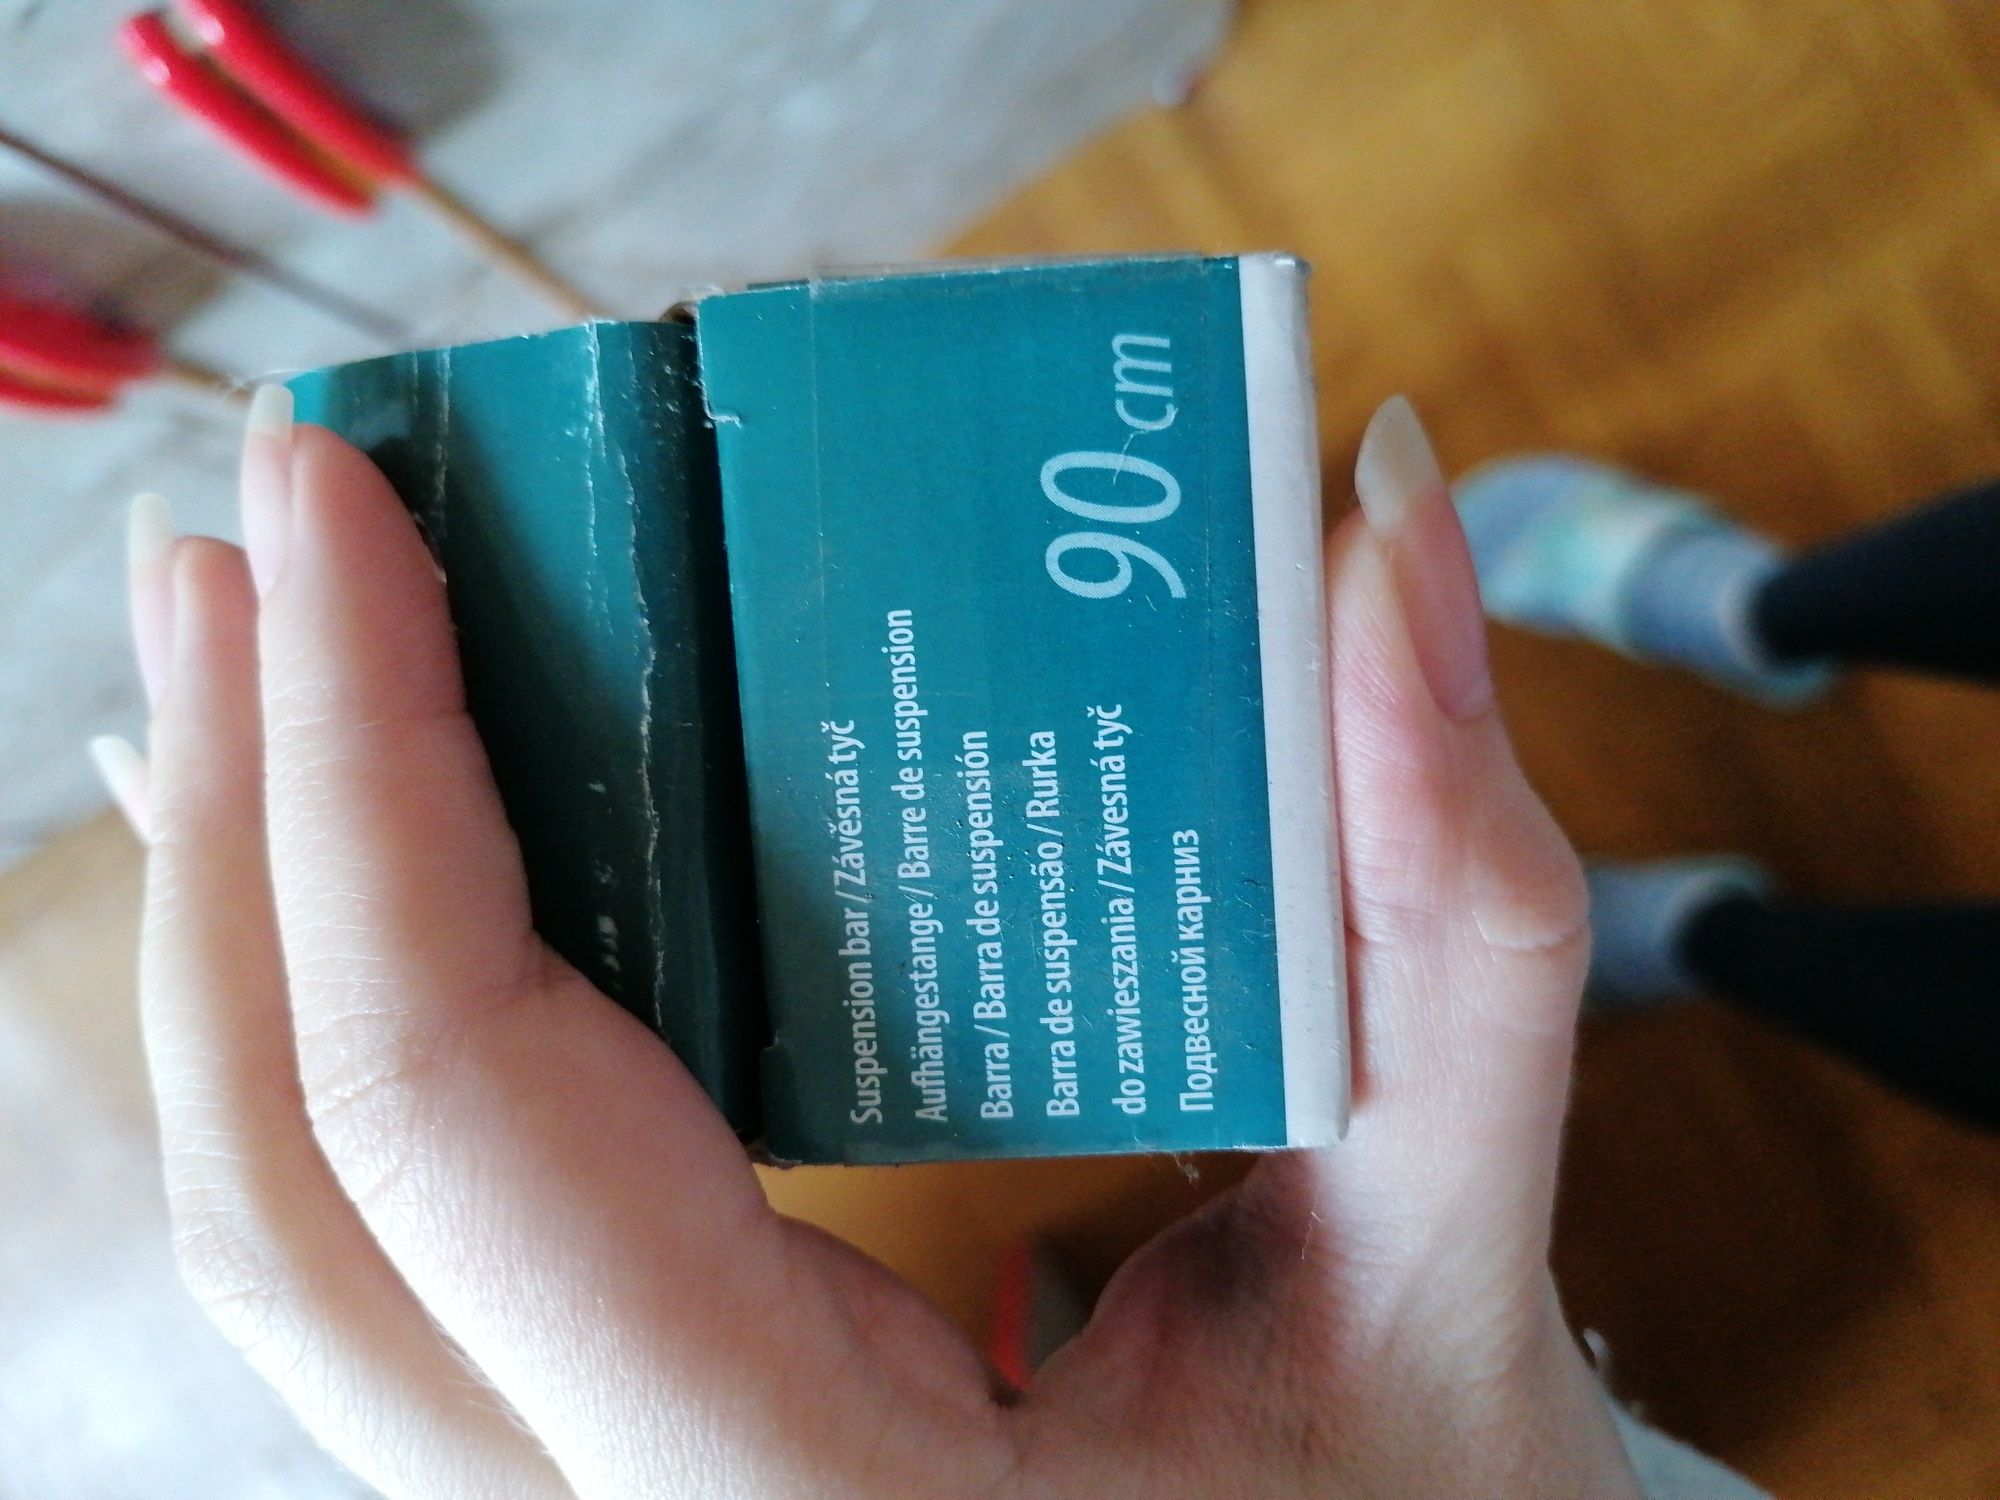 Suspension bar / Závěsná tyč
Aufhängestange / Barre de suspension
Barra / Barra de suspensión
Barra de suspensão / Rurka
do zawieszania / Závesná tyč
Подвесной карниз
90 cm